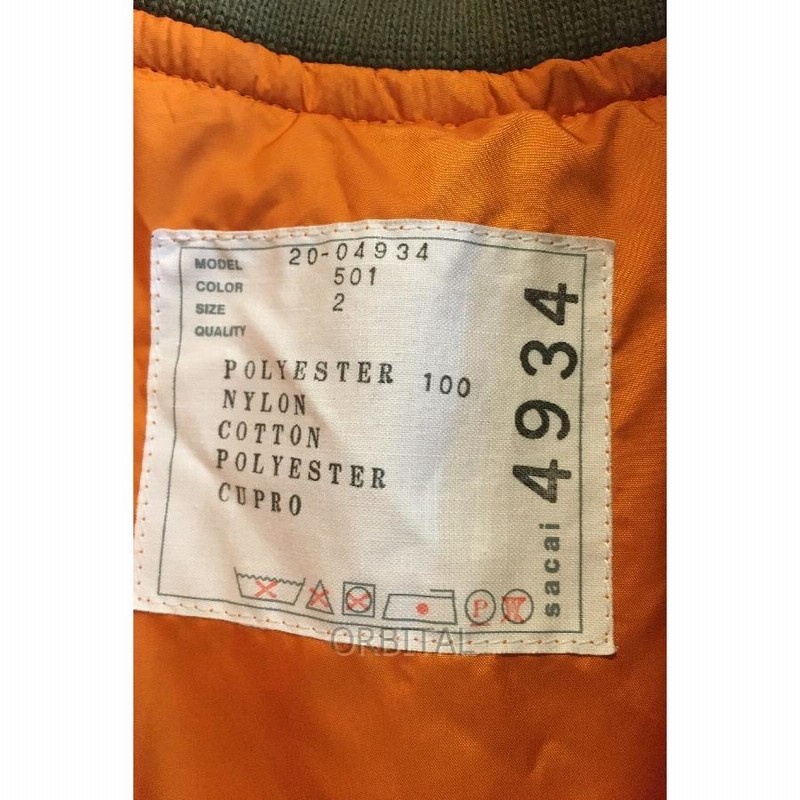 MODEL 20-04934
COLOR 501
SIZE 2
QUALITY
POLYESTER 100
NYLON
COTTON
POLYESTER
CUPRO
P W
sacai 4934
ORBITAL